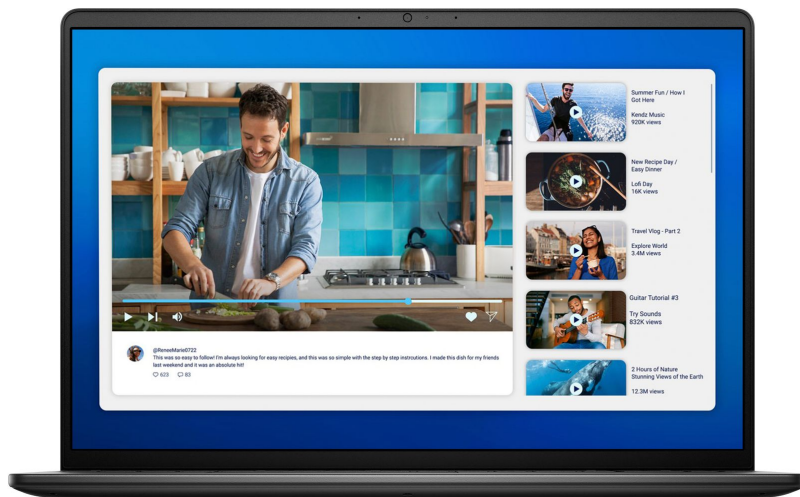 @ReneeMarie0722
This was so easy to follow! I'm always looking for easy recipies, and this was so simple with the step by step instrcutions. I made this dish for my friends
last weekend and it was an absolute hit!
623 83
Summer Fun / How I
Got Here
Kendz Music
920K views
New Recipe Day /
Easy Dinner
Lofi Day
16K views
Travel Vlog - Part 2
Explore World
3.4M views
Guitar Tutorial #3
Try Sounds
832K views
2 Hours of Nature
Stunning Views of the Earth
12.3M views